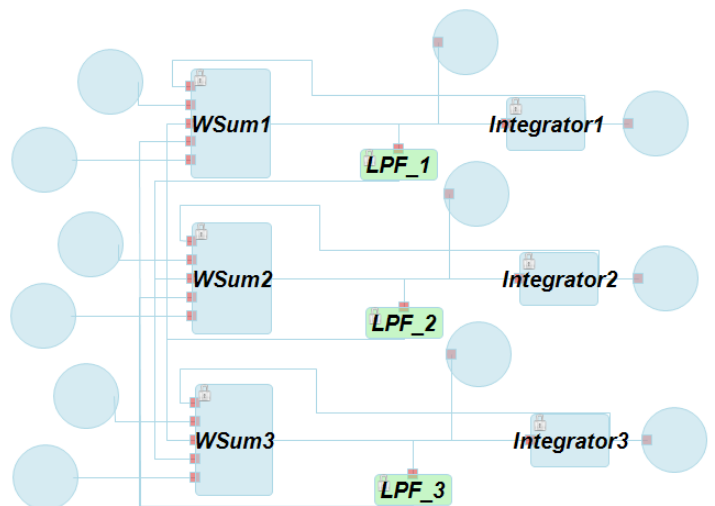 WSum1
Integrator1
LPF_1
WSum2
Integrator2
LPF_2
WSum3
Integrator3
LPF_3